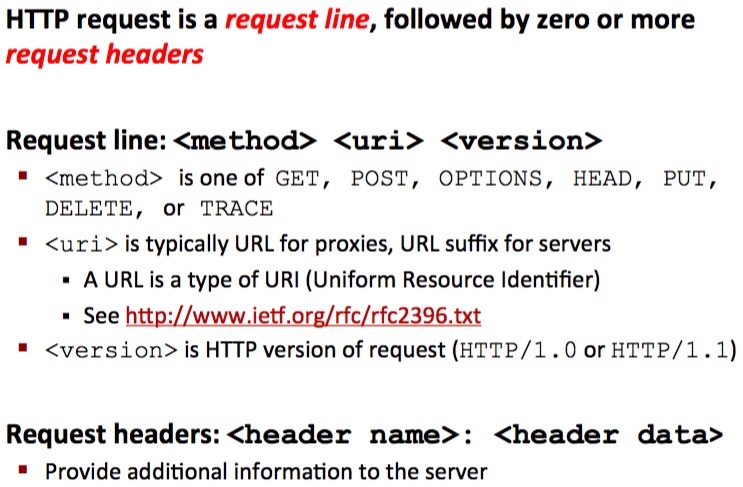 HTTP request is a request line, followed by zero or more
request headers
Request line: <method> <uri> <version>
▪ <method> is one of GET, POST, OPTIONS, HEAD, PUT,
DELETE, or TRACE
▪ <uri> is typically URL for proxies, URL suffix for servers
▪ A URL is a type of URI (Uniform Resource Identifier)
▪ See http://www.ietf.org/rfc/rfc2396.txt
▪ <version> is HTTP version of request (HTTP/1.0 or HTTP/1.1)
Request headers: <header name>: <header data>
▪ Provide additional information to the server